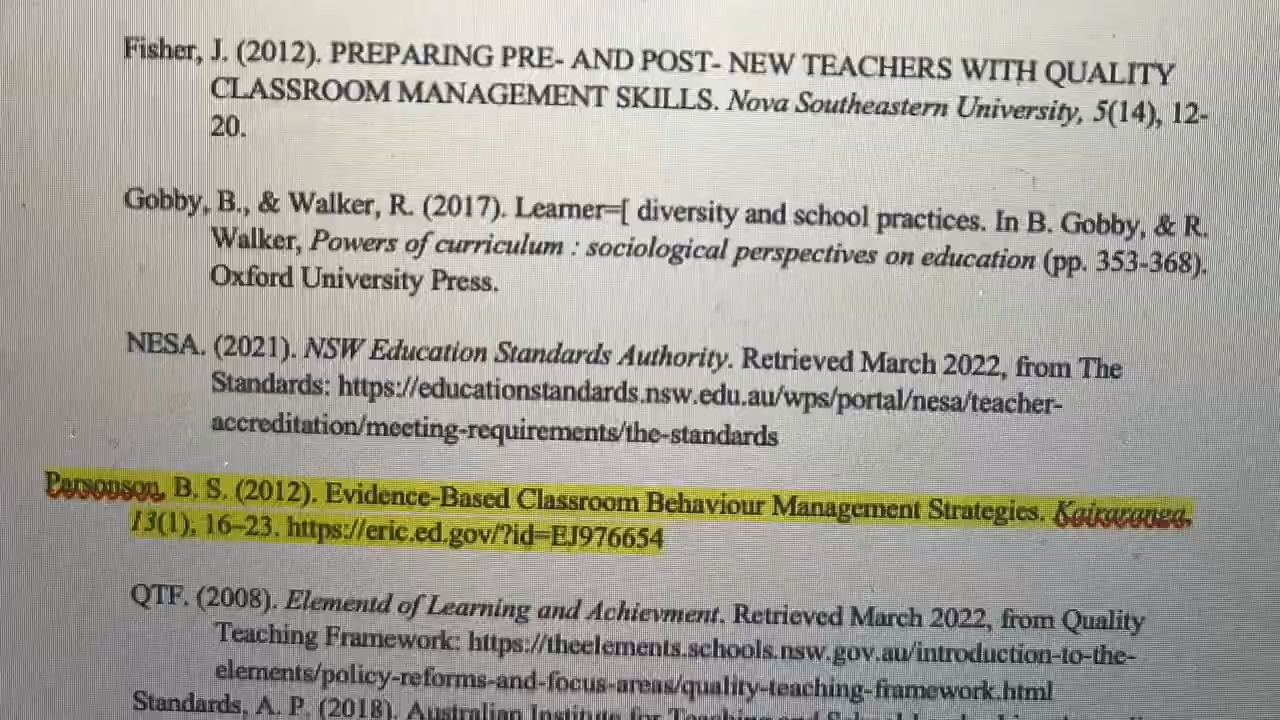 Fisher, J. (2012). PREPARING PRE- AND POST- NEW TEACHERS WITH QUALITY
CLASSROOM MANAGEMENT SKILLS. Nova Southeastern University, 5(14), 12-
20.
Gobby, B., & Walker, R. (2017). Learner=[ diversity and school practices. In B. Gobby, & R.
Walker, Powers of curriculum : sociological perspectives on education (pp. 353-368).
Oxford University Press.
NESA. (2021). NSW Education Standards Authority. Retrieved March 2022, from The
Standards: https://educationstandards.nsw.edu.au/wps/portal/nesa/teacher-
accreditation/meeting-requirements/the-standards
Parsonson, B. S. (2012). Evidence-Based Classroom Behaviour Management Strategies. Kairaranga,
13(1), 16–23. https://eric.ed.gov/?id=EJ976654
QTF. (2008). Elementd of Learning and Achievment. Retrieved March 2022, from Quality
Teaching Framework: https://theelements.schools.nsw.gov.au/introduction-to-the-
elements/policy-reforms-and-focus-areas/quality-teaching-framework.html
Standards, A. P. (2018). Australian Institute for Teaching and School